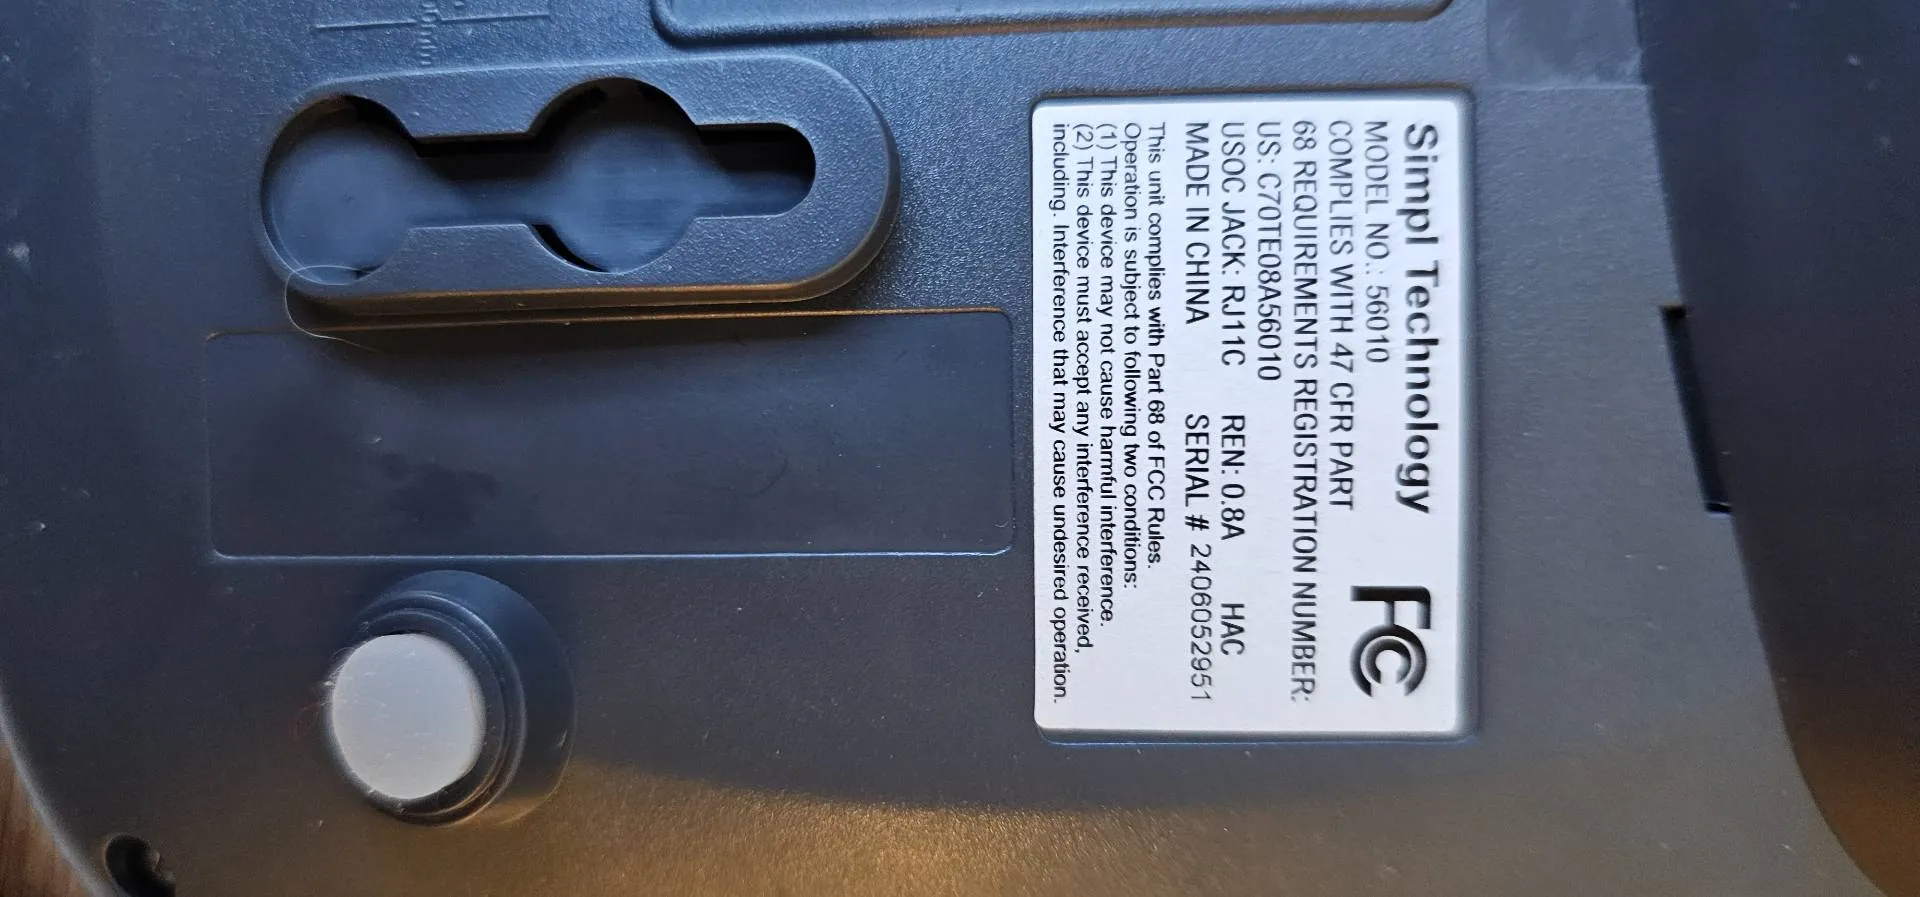 Simpl Technology
MODEL NO.: 56010
COMPLIES WITH 47 CFR PART
68 REQUIREMENTS REGISTRATION NUMBER:
US: C70TE08A56010
USOC JACK: RJ11C REN: 0.8A HAC
MADE IN CHINA SERIAL # 2406052951
This unit complies with Part 68 of FCC Rules.
Operation is subject to following two conditions:
(1) This device may not cause harmful interference.
(2) This device must accept any interference received,
including. Interference that may cause undesired operation.
FCC